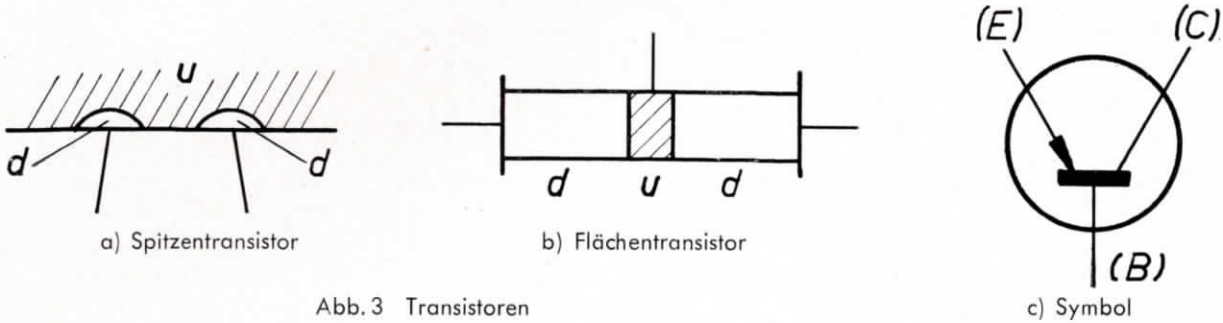 u
d d
a) Spitzentransistor
d u d
b) Flächentransistor
(E) (C)
(B)
c) Symbol
Abb. 3 Transistoren